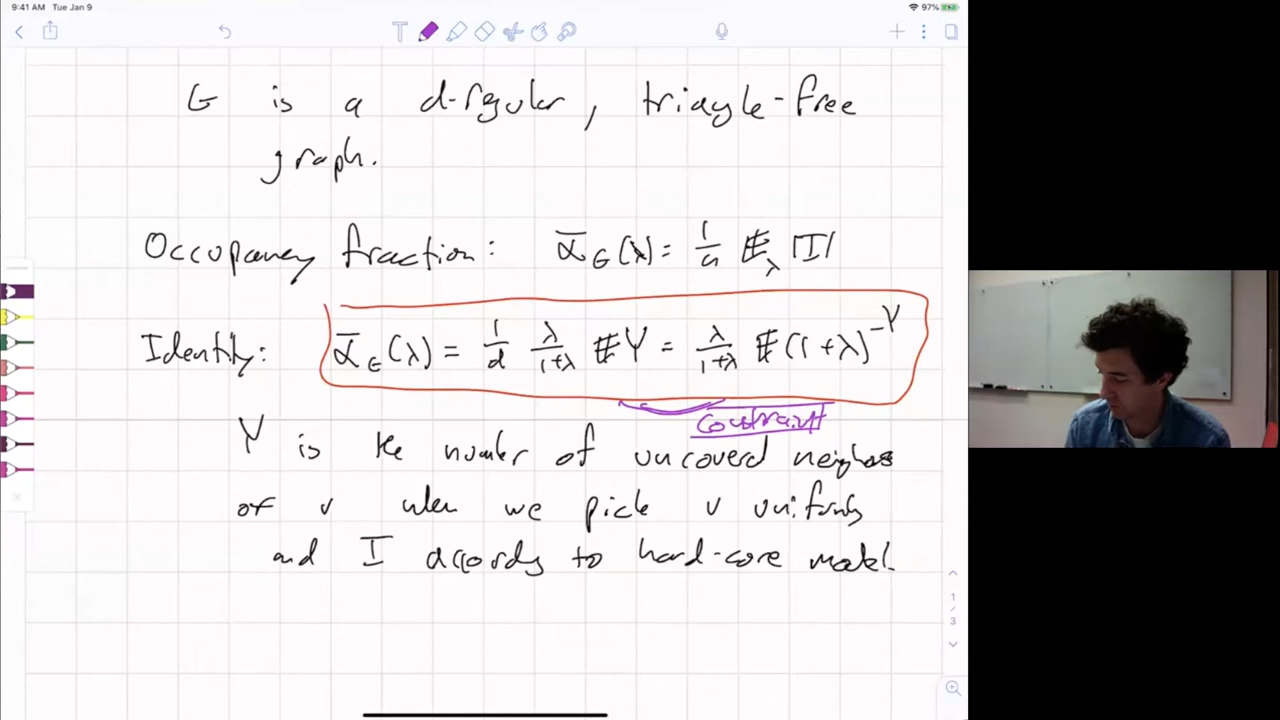 9:41 AM Tue Jan 9
97%
G is a d-regular, triangle-free
graph.
Occupancy fraction: ᾱ_G(λ) = 1/n 𝔼_λ |I|
Identity: ᾱ_G(λ) = 1/d λ/(1+λ) 𝔼Y = λ/(1+λ) 𝔼(1+λ)^{-Y}
constraint
Y is the number of uncovered neighbors
of v when we pick v uniformly
and I according to hard-core model.
1
/
3